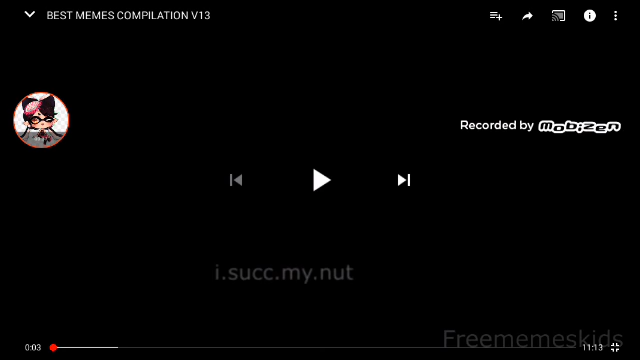 BEST MEMES COMPILATION V13
Recorded by mobizen
i.succ.my.nut
Freememeskids
0:03
11:13